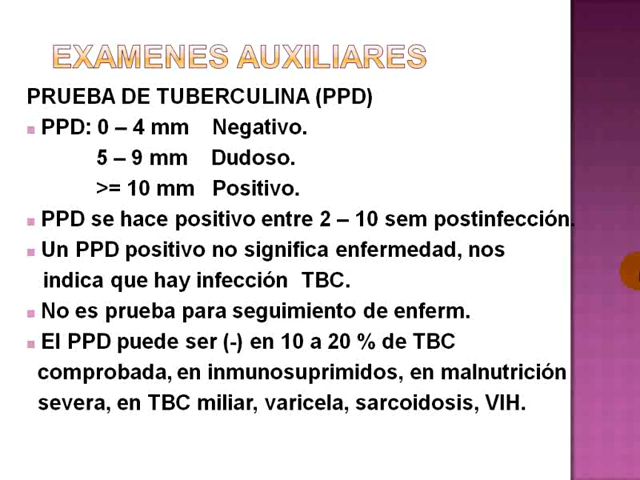 EXAMENES AUXILIARES
PRUEBA DE TUBERCULINA (PPD)
PPD: 0 – 4 mm Negativo.
5 – 9 mm Dudoso.
>= 10 mm Positivo.
PPD se hace positivo entre 2 – 10 sem postinfección.
Un PPD positivo no significa enfermedad, nos
indica que hay infección TBC.
No es prueba para seguimiento de enferm.
El PPD puede ser (-) en 10 a 20 % de TBC
comprobada, en inmunosuprimidos, en malnutrición
severa, en TBC miliar, varicela, sarcoidosis, VIH.